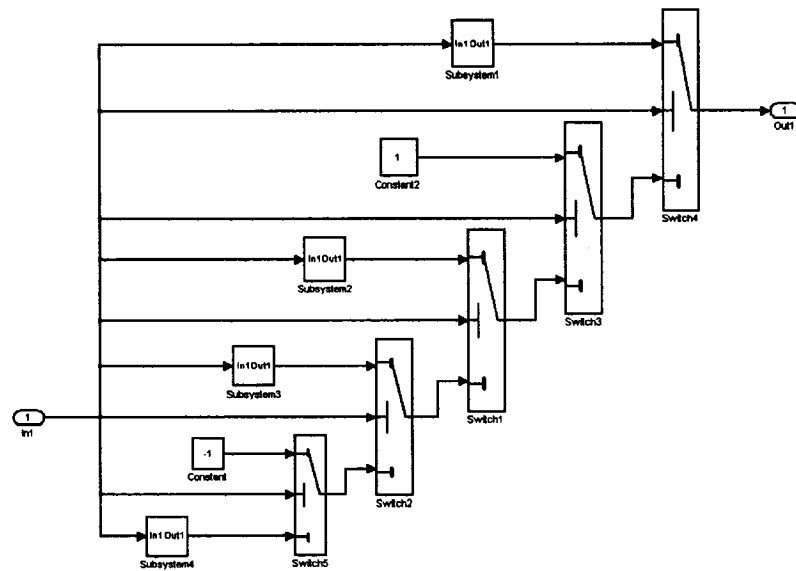 In1 Out1
Subsystem1
1
Out1
1
Constant2
Switch4
In1 Out1
Subsystem2
Switch3
In1 Out1
Subsystem3
Switch1
1
In1
-1
Constant
Switch2
In1 Out1
Subsystem4
Switch5